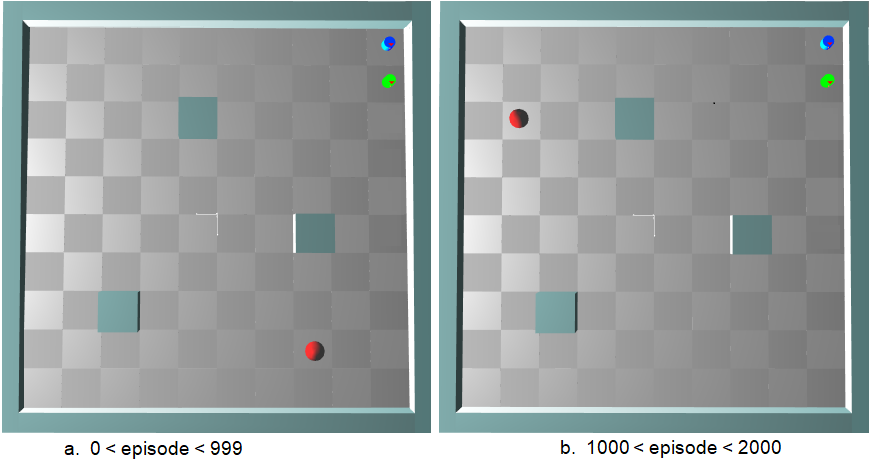 a. 0 < episode < 999
b. 1000 < episode < 2000